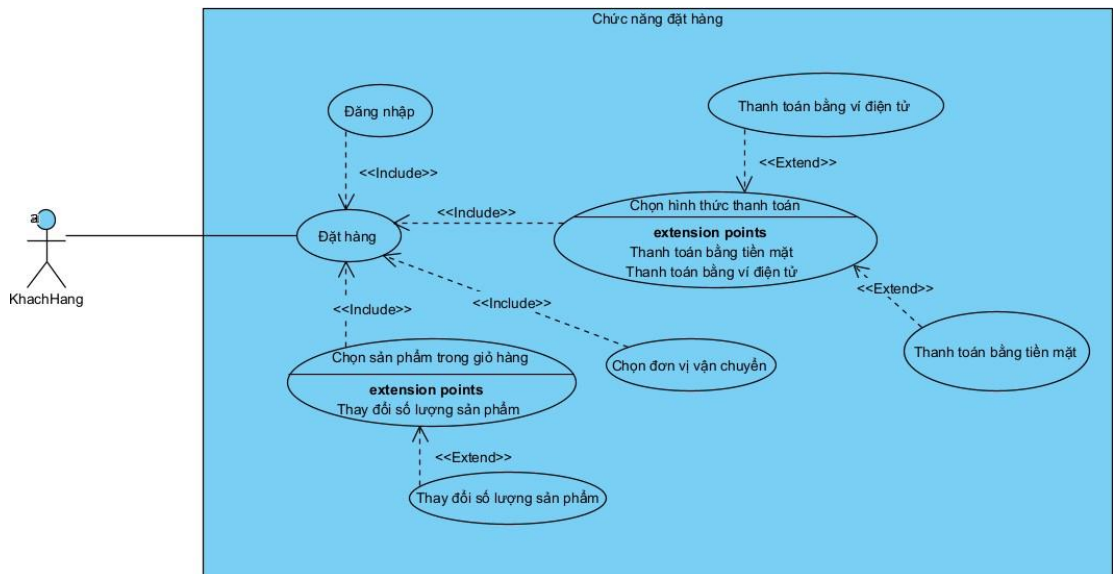 Chức năng đặt hàng
Đăng nhập
Thanh toán bằng ví điện tử
<<Include>>
<<Extend>>
a
KhachHang
Đặt hàng
<<Include>>
Chọn hình thức thanh toán
extension points
Thanh toán bằng tiền mặt
Thanh toán bằng ví điện tử
<<Include>>
<<Include>>
<<Extend>>
Chọn sản phẩm trong giỏ hàng
extension points
Thay đổi số lượng sản phẩm
Chọn đơn vị vận chuyển
Thanh toán bằng tiền mặt
<<Extend>>
Thay đổi số lượng sản phẩm